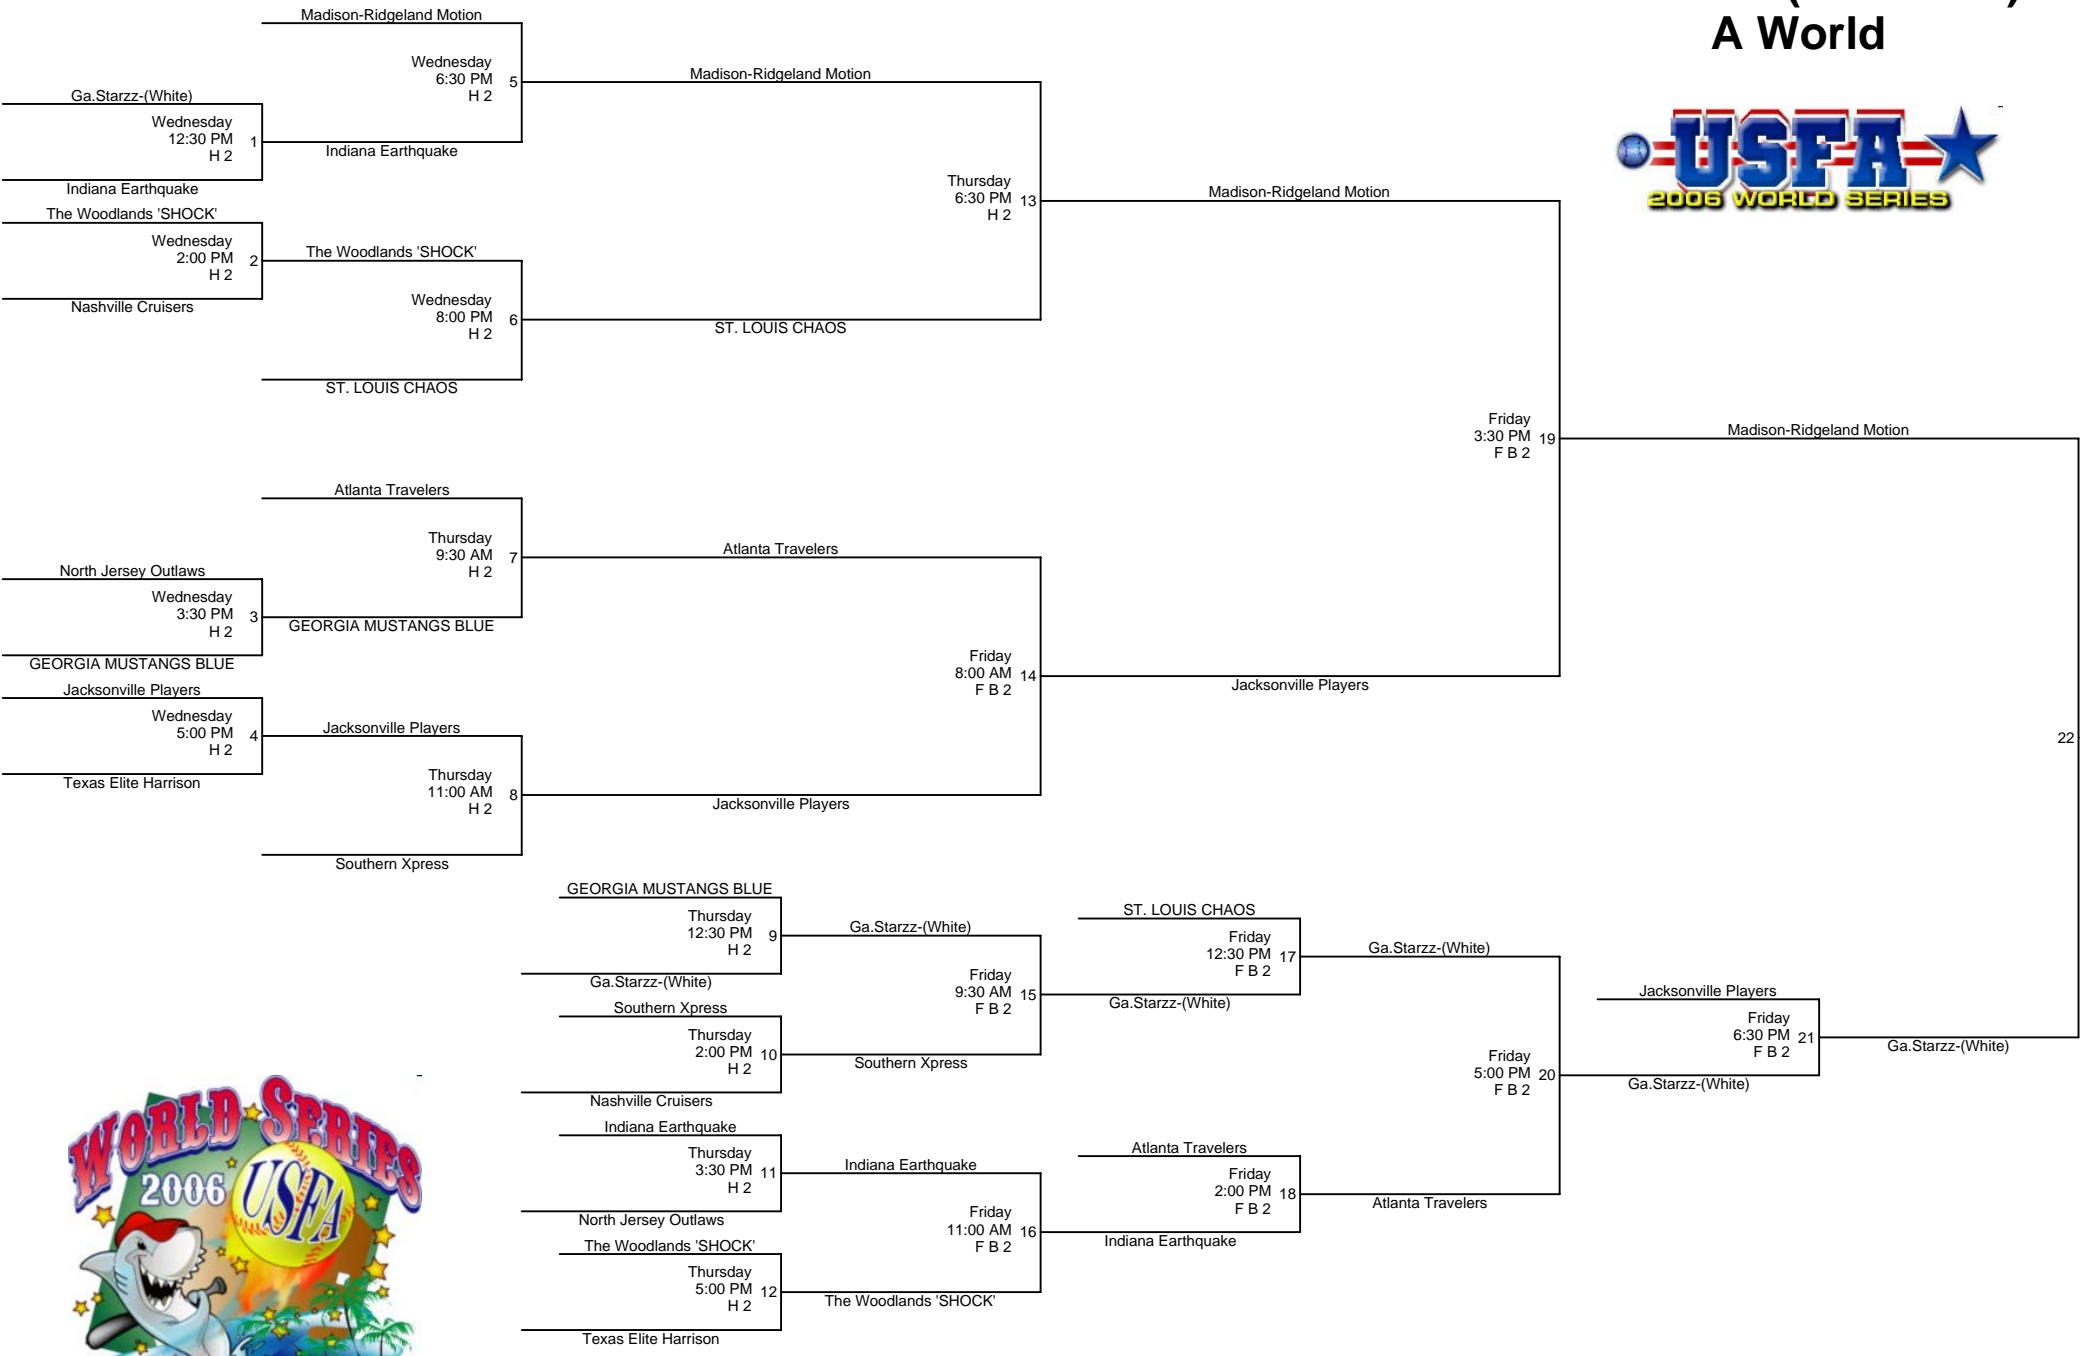 A World
USFA
2006 WORLD SERIES
Madison-Ridgeland Motion
Wednesday
6:30 PM 5
H 2
Madison-Ridgeland Motion
Ga.Starzz-(White)
Wednesday
12:30 PM 1
H 2
Indiana Earthquake
Indiana Earthquake
Thursday
6:30 PM 13
H 2
Madison-Ridgeland Motion
The Woodlands 'SHOCK'
Wednesday
2:00 PM 2
H 2
The Woodlands 'SHOCK'
Nashville Cruisers
Wednesday
8:00 PM 6
H 2
ST. LOUIS CHAOS
ST. LOUIS CHAOS
Friday
3:30 PM 19
F B 2
Madison-Ridgeland Motion
Atlanta Travelers
Thursday
9:30 AM 7
H 2
Atlanta Travelers
North Jersey Outlaws
Wednesday
3:30 PM 3
H 2
GEORGIA MUSTANGS BLUE
GEORGIA MUSTANGS BLUE
Friday
8:00 AM 14
F B 2
Jacksonville Players
Jacksonville Players
Wednesday
5:00 PM 4
H 2
Jacksonville Players
Texas Elite Harrison
Thursday
11:00 AM 8
H 2
Jacksonville Players
Southern Xpress
22
GEORGIA MUSTANGS BLUE
Thursday
12:30 PM 9
H 2
Ga.Starzz-(White)
Ga.Starzz-(White)
ST. LOUIS CHAOS
Friday
12:30 PM 17
F B 2
Ga.Starzz-(White)
Friday
9:30 AM 15
F B 2
Ga.Starzz-(White)
Southern Xpress
Thursday
2:00 PM 10
H 2
Southern Xpress
Nashville Cruisers
Jacksonville Players
Friday
6:30 PM 21
F B 2
Ga.Starzz-(White)
Friday
5:00 PM 20
F B 2
Ga.Starzz-(White)
Indiana Earthquake
Thursday
3:30 PM 11
H 2
Indiana Earthquake
North Jersey Outlaws
Atlanta Travelers
Friday
2:00 PM 18
F B 2
Atlanta Travelers
Friday
11:00 AM 16
F B 2
Indiana Earthquake
The Woodlands 'SHOCK'
Thursday
5:00 PM 12
H 2
The Woodlands 'SHOCK'
Texas Elite Harrison
WORLD SERIES
2006
USFA